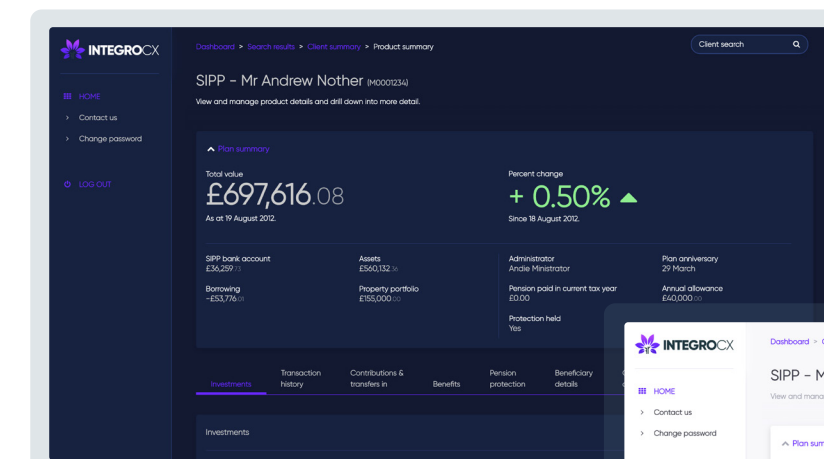 INTEGROCX
Dashboard > Search results > Client summary > Product summary
Client search
SIPP - Mr Andrew Nother (M0001234)
View and manage product details and drill down into more detail.
HOME
> Contact us
> Change password
LOG OUT
Plan summary
Total value
£697,616.08
As at 19 August 2012.
Percent change
+ 0.50%
Since 18 August 2012.
SIPP bank account
£36,259.73
Assets
£560,132.36
Administrator
Andie Ministrator
Plan anniversary
29 March
Borrowing
-£53,776.01
Property portfolio
£155,000.00
Pension paid in current tax year
£0.00
Annual allowance
£40,000.00
Protection held
Yes
Investments
Transaction
history
Contributions &
transfers in
Benefits
Pension
protection
Beneficiary
details
Investments
INTEGROCX
Dashboard >
SIPP - M
View and mana
HOME
> Contact us
> Change password
Plan sum